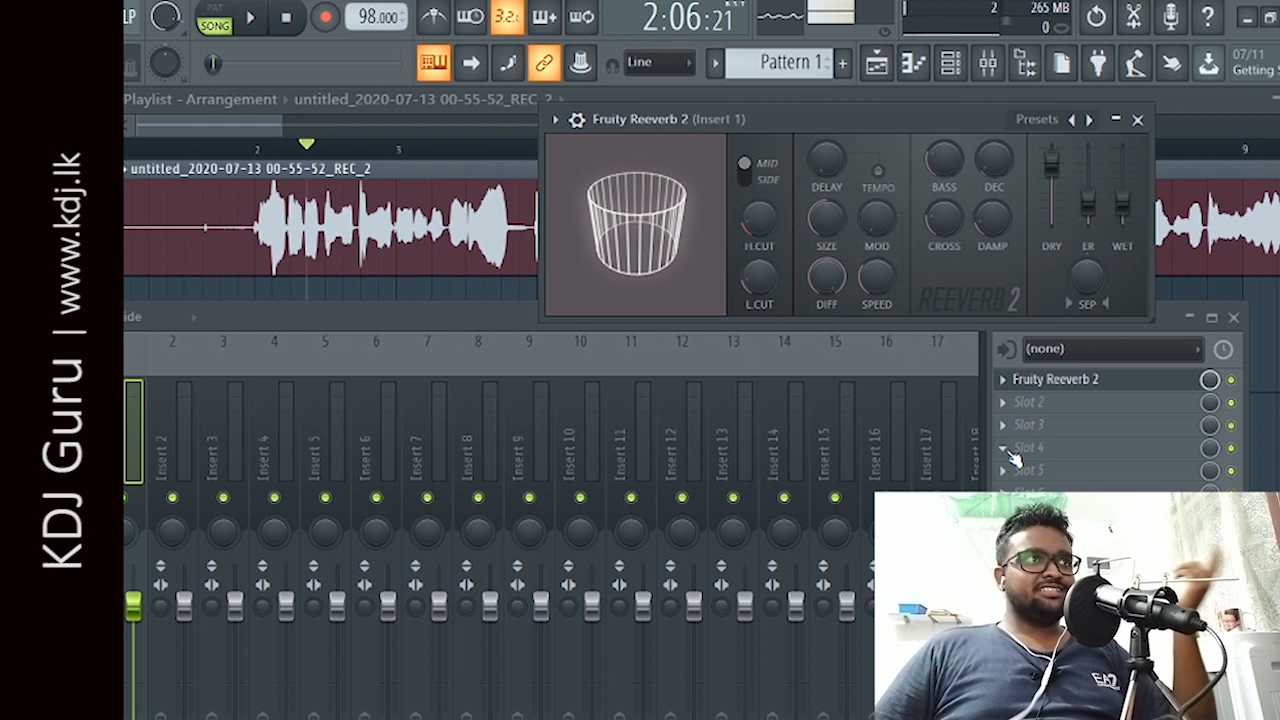 KDJ Guru | www.kdj.lk
PAT
SONG
98.000
3.2.
2:06:21
2
265 MB
0
Line
Pattern 1
+
07/11
Getting
Playlist - Arrangement › untitled_2020-07-13 00-55-52_REC_2
2 3 9
untitled_2020-07-13 00-55-52_REC_2
Fruity Reeverb 2 (Insert 1)
Presets
MID
SIDE
H.CUT
L.CUT
DELAY
TEMPO
SIZE
MOD
DIFF
SPEED
BASS
DEC
CROSS
DAMP
REEVERB 2
DRY
ER
WET
SEP
2 3 4 5 6 7 8 9 10 11 12 13 14 15 16 17
Insert 2
Insert 3
Insert 4
Insert 5
Insert 6
Insert 7
Insert 8
Insert 9
Insert 10
Insert 11
Insert 12
Insert 13
Insert 14
Insert 15
Insert 16
Insert 17
(none)
Fruity Reeverb 2
Slot 2
Slot 3
Slot 4
Slot 5
EA7